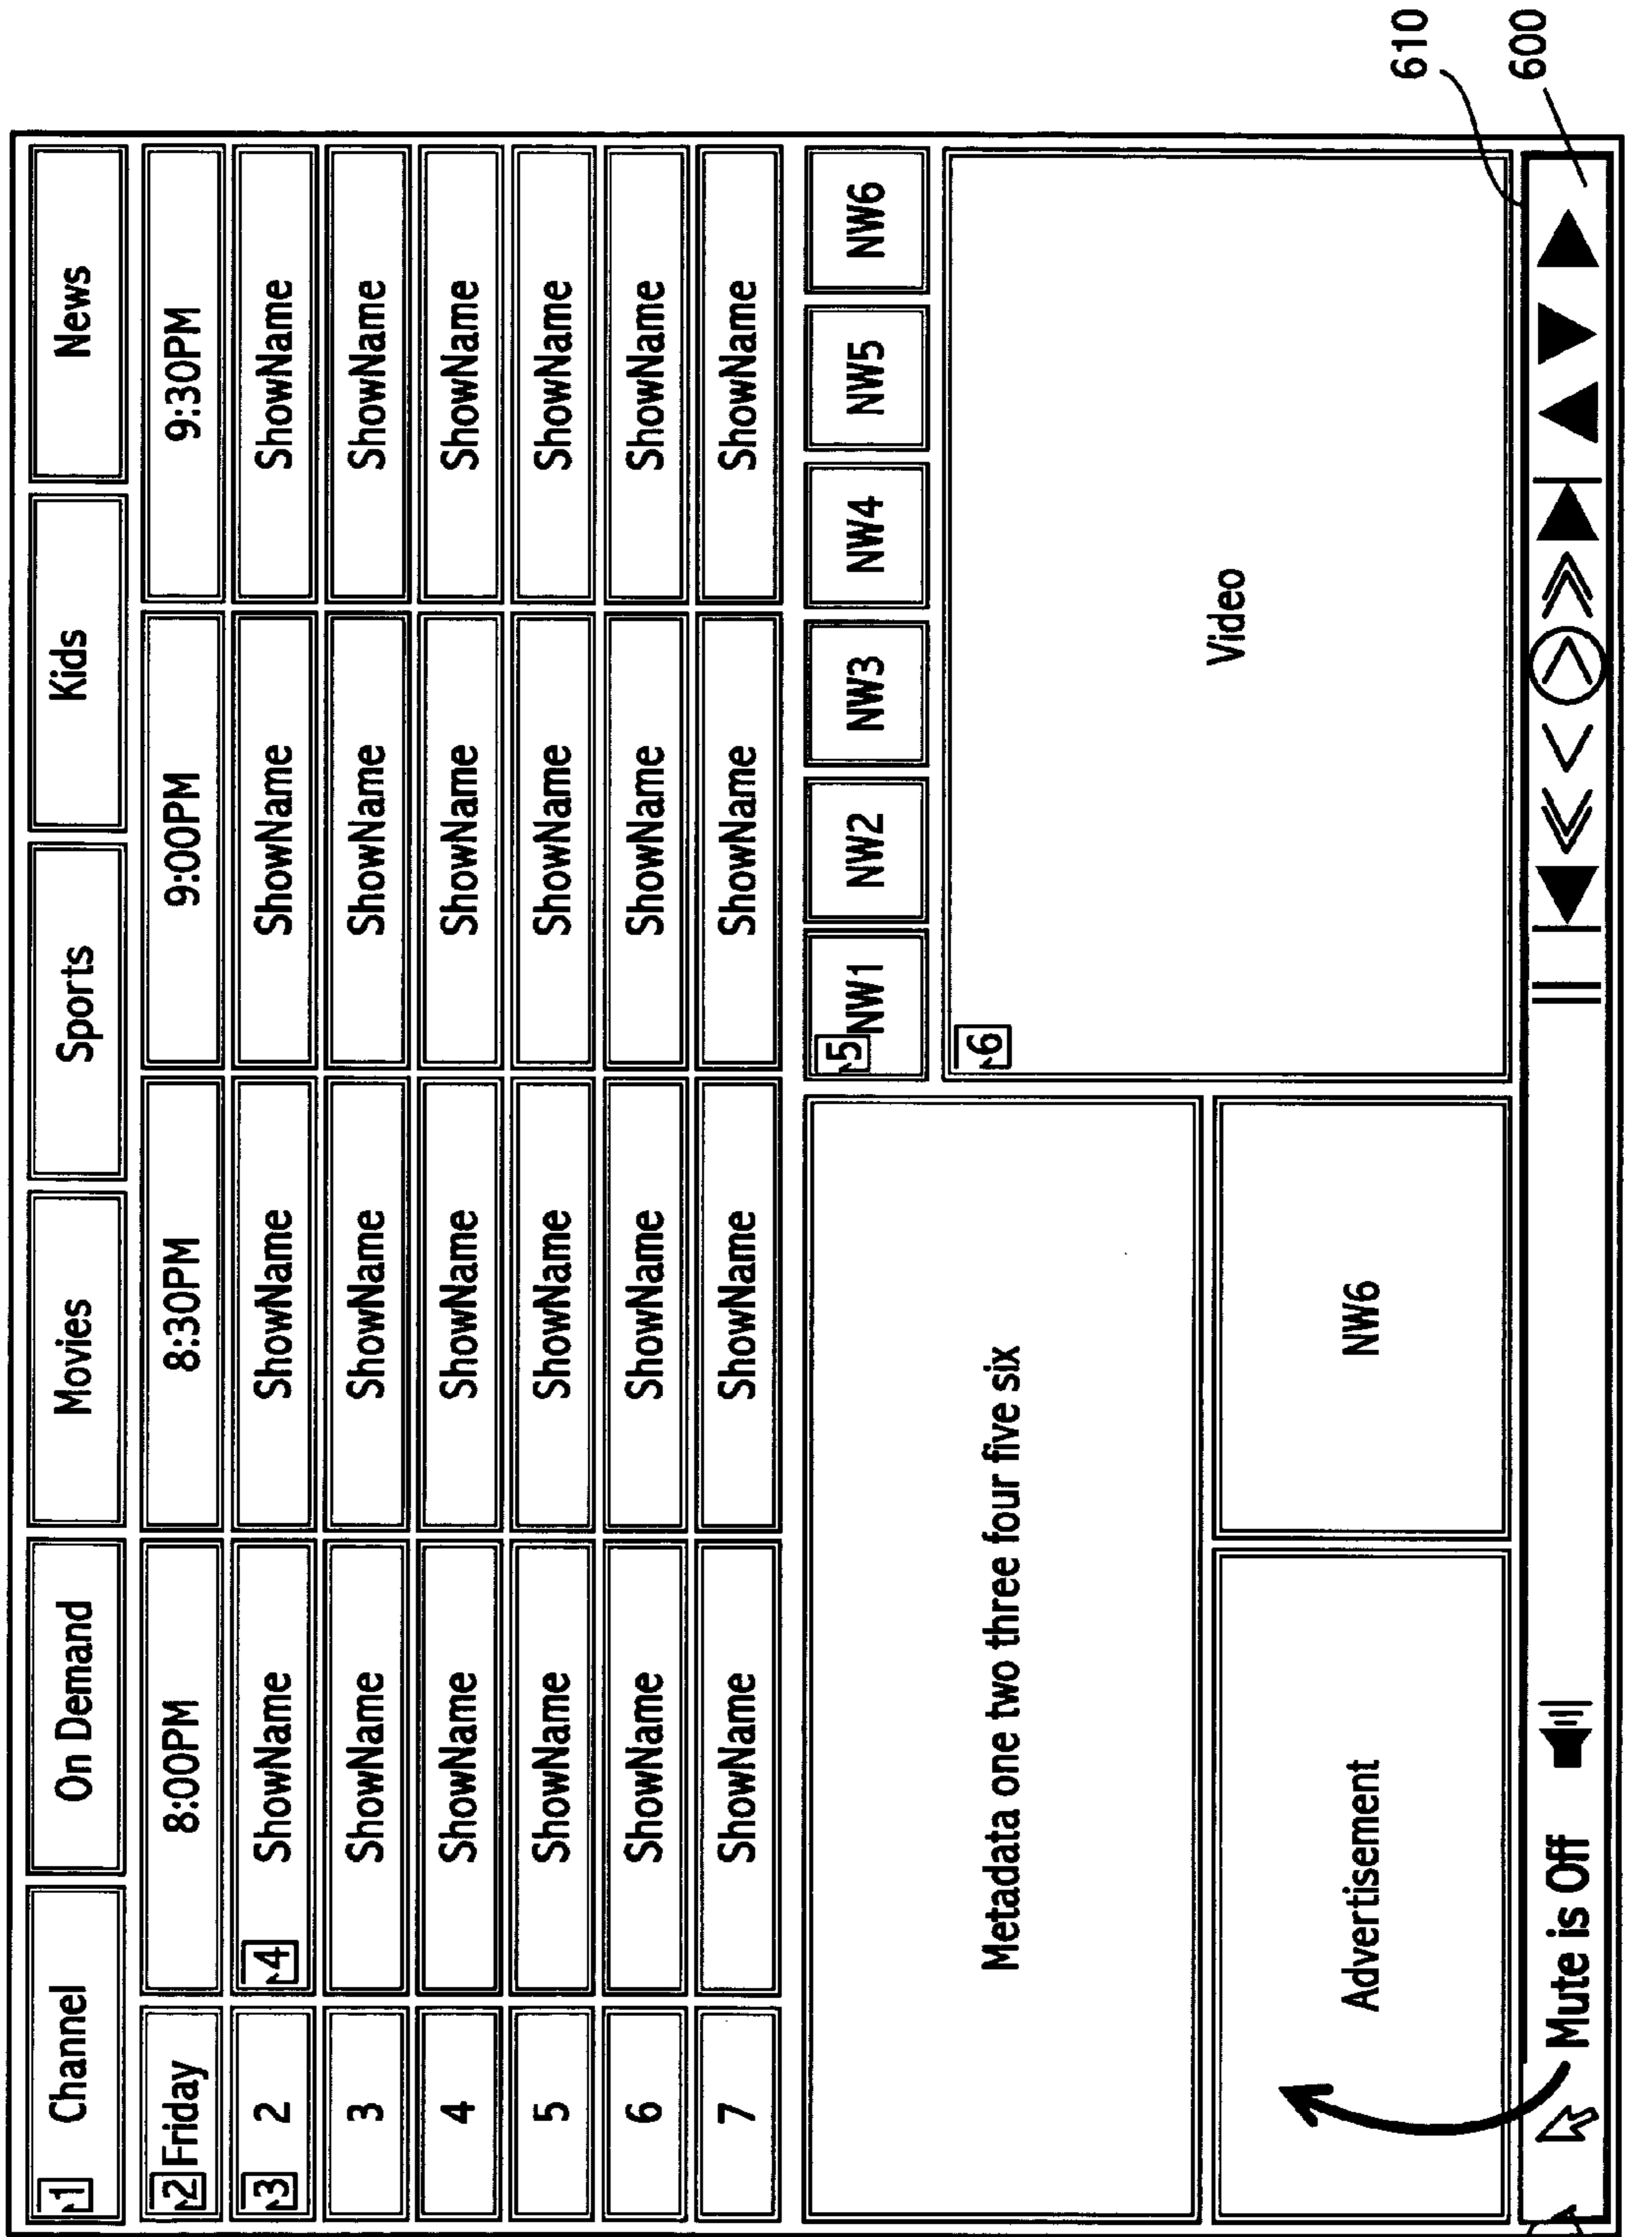 1 Channel On Demand Movies Sports Kids News
2 Friday 8:00PM 8:30PM 9:00PM 9:30PM
3 2 4 ShowName ShowName ShowName ShowName
3 ShowName ShowName ShowName ShowName
4 ShowName ShowName ShowName ShowName
5 ShowName ShowName ShowName ShowName
6 ShowName ShowName ShowName ShowName
7 ShowName ShowName ShowName ShowName
5 NW1 NW2 NW3 NW4 NW5 NW6
Metadata one two three four five six
6 Video
Advertisement NW6
610
Mute is Off
600